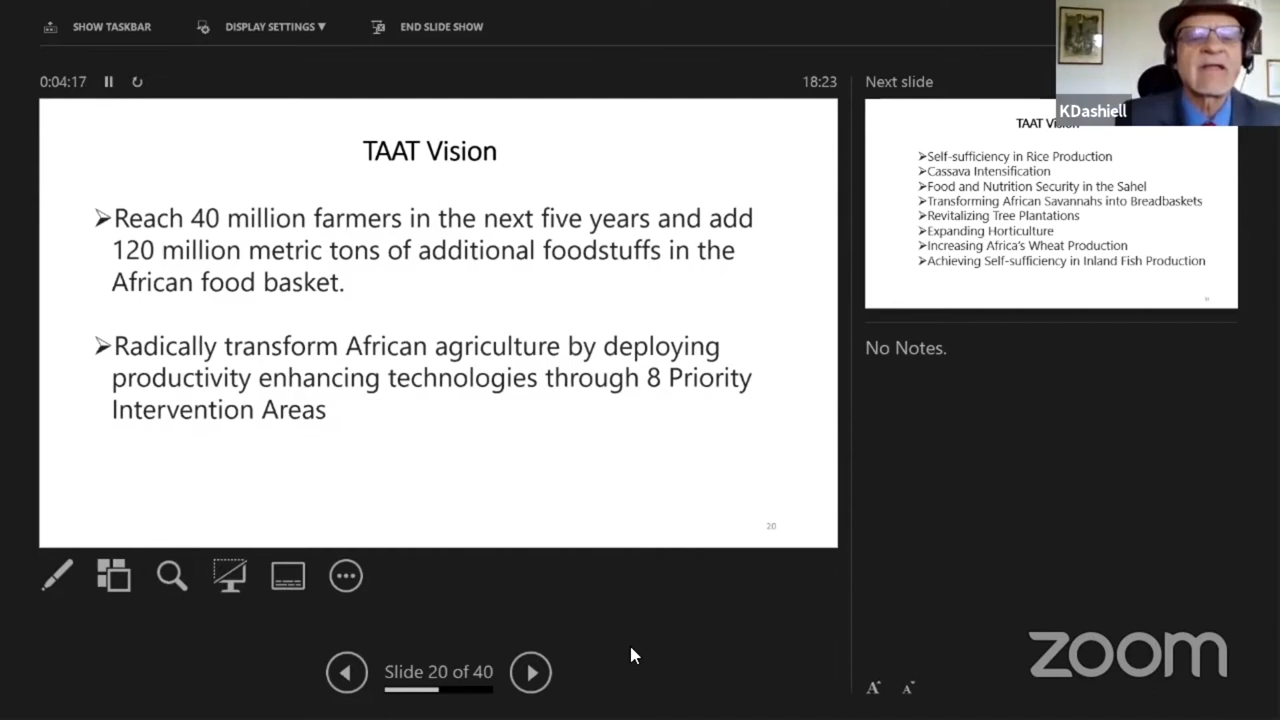 SHOW TASKBAR
DISPLAY SETTINGS ▼
END SLIDE SHOW
0:04:17
18:23
Next slide
KDashiell
TAAT Vision
➢Reach 40 million farmers in the next five years and add
120 million metric tons of additional foodstuffs in the
African food basket.
➢Radically transform African agriculture by deploying
productivity enhancing technologies through 8 Priority
Intervention Areas
20
TAAT Vision
➢Self-sufficiency in Rice Production
➢Cassava Intensification
➢Food and Nutrition Security in the Sahel
➢Transforming African Savannahs into Breadbaskets
➢Revitalizing Tree Plantations
➢Expanding Horticulture
➢Increasing Africa's Wheat Production
➢Achieving Self-sufficiency in Inland Fish Production
No Notes.
Slide 20 of 40
A A
zoom